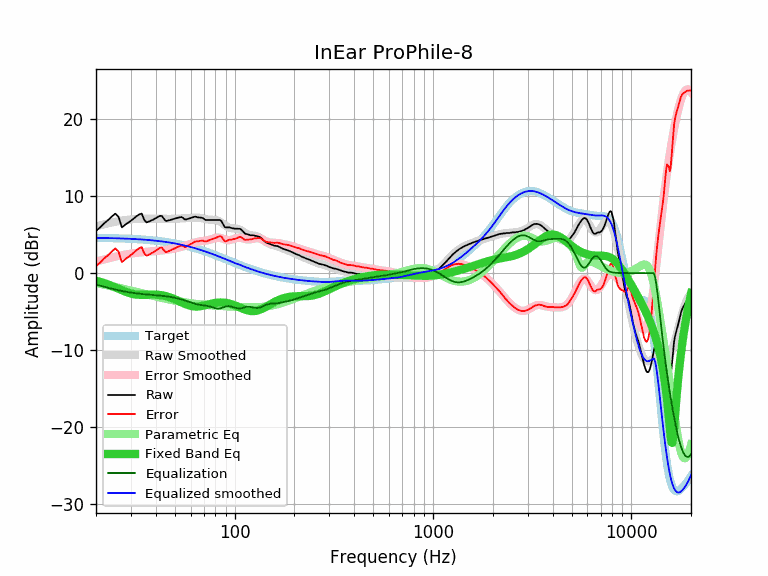 InEar ProPhile-8
Amplitude (dBr)
20
10
0
−10
−20
−30
Target
Raw Smoothed
Error Smoothed
Raw
Error
Parametric Eq
Fixed Band Eq
Equalization
Equalized smoothed
100
1000
10000
Frequency (Hz)